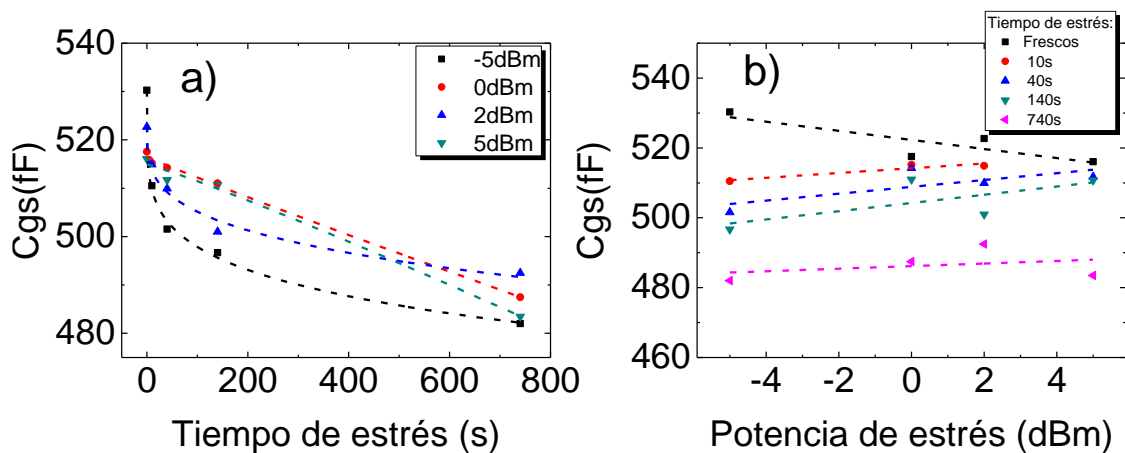 a)
540
520
500
480
Cgs(fF)
0
200
400
600
800
Tiempo de estrés (s)
-5dBm
0dBm
2dBm
5dBm
b)
540
520
500
480
460
Cgs(fF)
-4
-2
0
2
4
Potencia de estrés (dBm)
Tiempo de estrés:
Frescos
10s
40s
140s
740s